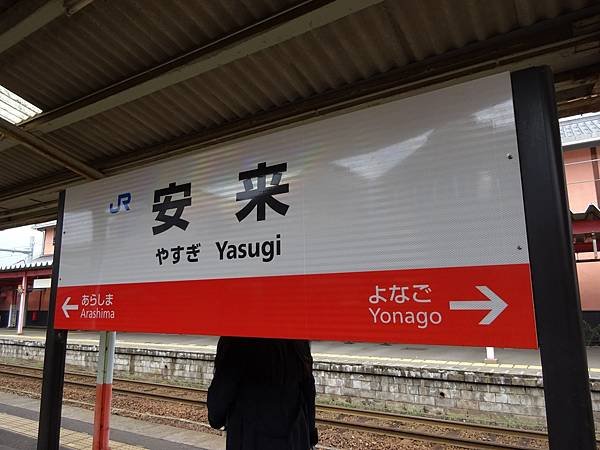 JR 安来
やすぎ Yasugi
あらしま
Arashima
よなご
Yonago